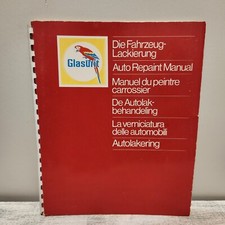 Glasurit
Die Fahrzeug-
Lackierung
Auto Repaint Manual
Manuel du peintre
carrossier
De Autolak-
behandeling
La verniciatura
delle automobili
Autolakering